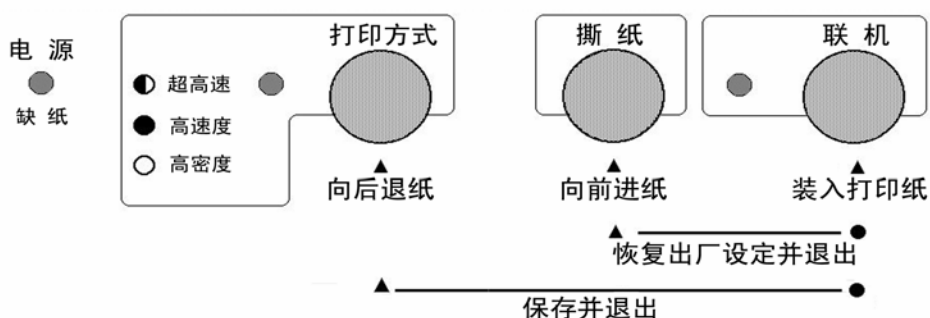 电 源
缺 纸
打印方式
超高速
高速度
高密度
向后退纸
撕 纸
向前进纸
联 机
装入打印纸
恢复出厂设定并退出
保存并退出